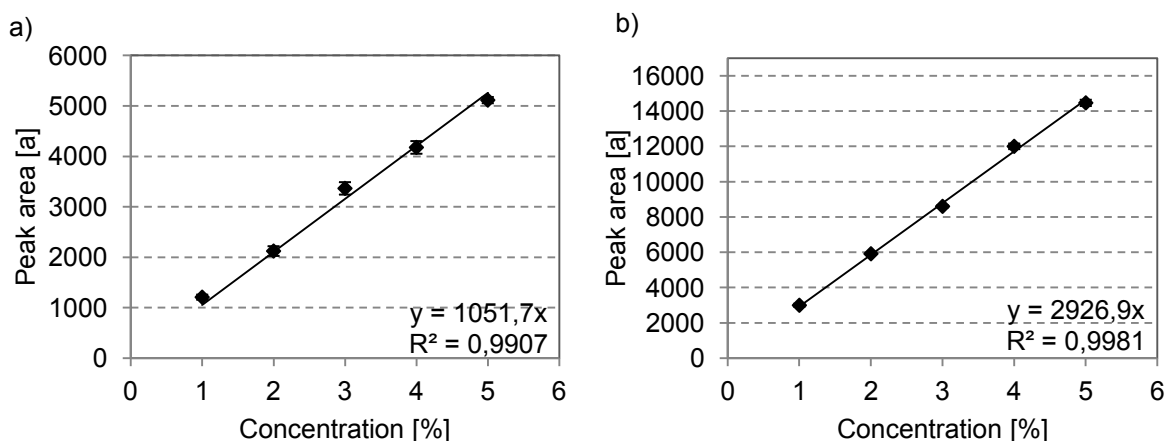 a)
Peak area [a]
6000
5000
4000
3000
2000
1000
0
y = 1051,7x
R² = 0,9907
0 1 2 3 4 5 6
Concentration [%]
b)
Peak area [a]
16000
14000
12000
10000
8000
6000
4000
2000
0
y = 2926,9x
R² = 0,9981
0 1 2 3 4 5 6
Concentration [%]